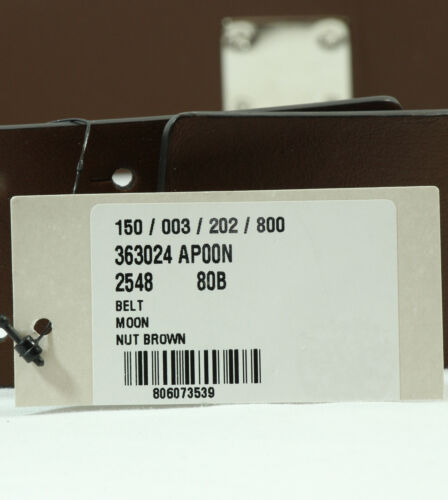 150 / 003 / 202 / 800
363024 AP00N
2548 80B
BELT
MOON
NUT BROWN
806073539